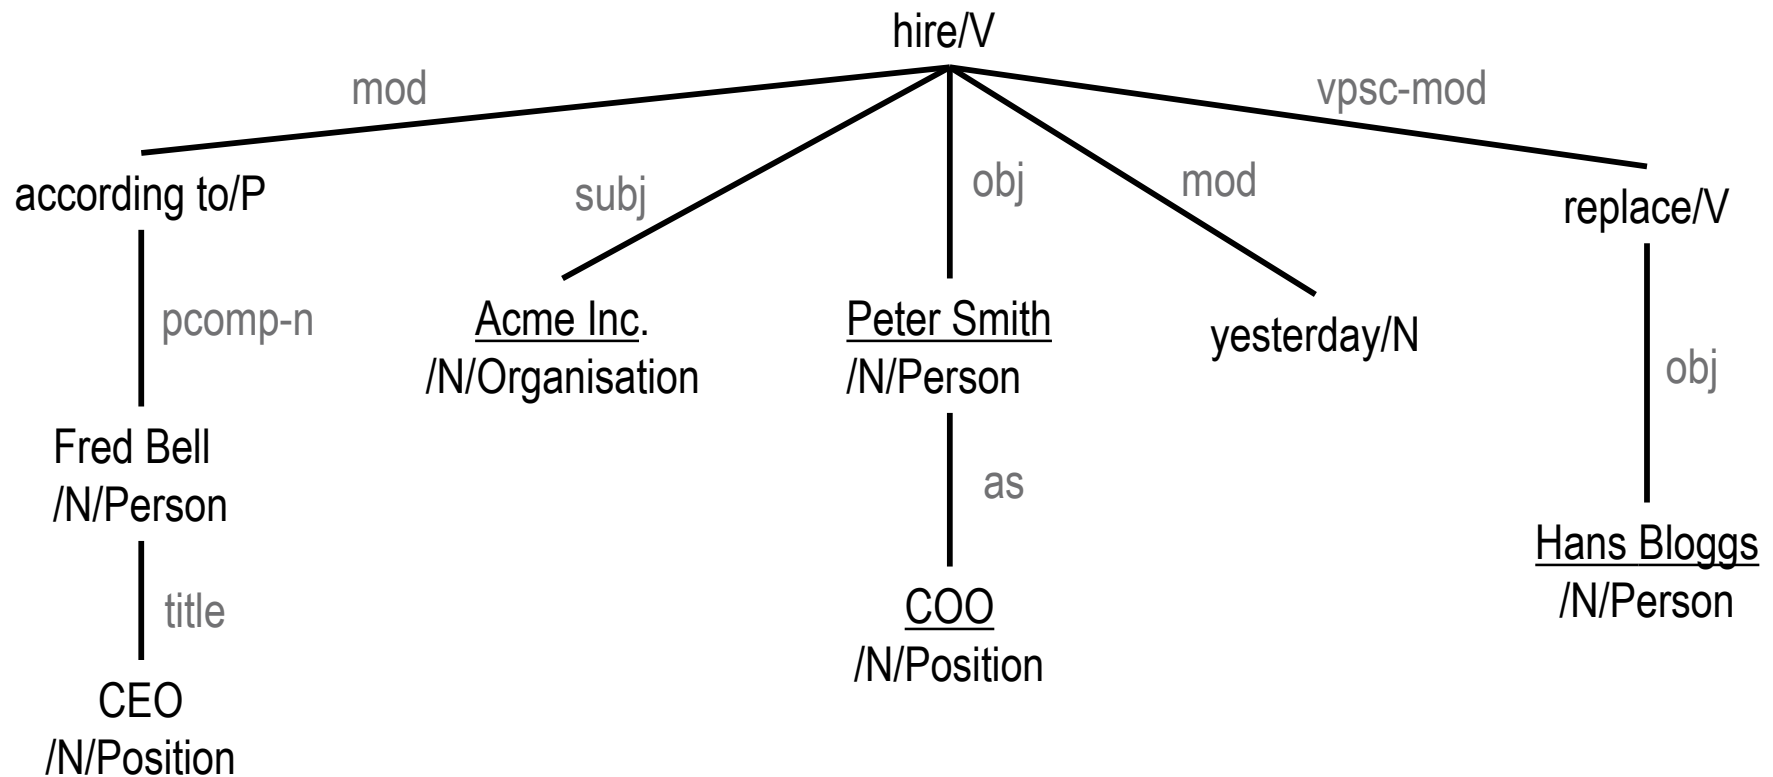 hire/V
mod
vpsc-mod
according to/P
subj
obj
mod
replace/V
pcomp-n
Acme Inc.
/N/Organisation
Peter Smith
/N/Person
yesterday/N
obj
Fred Bell
/N/Person
as
Hans Bloggs
/N/Person
title
COO
/N/Position
CEO
/N/Position